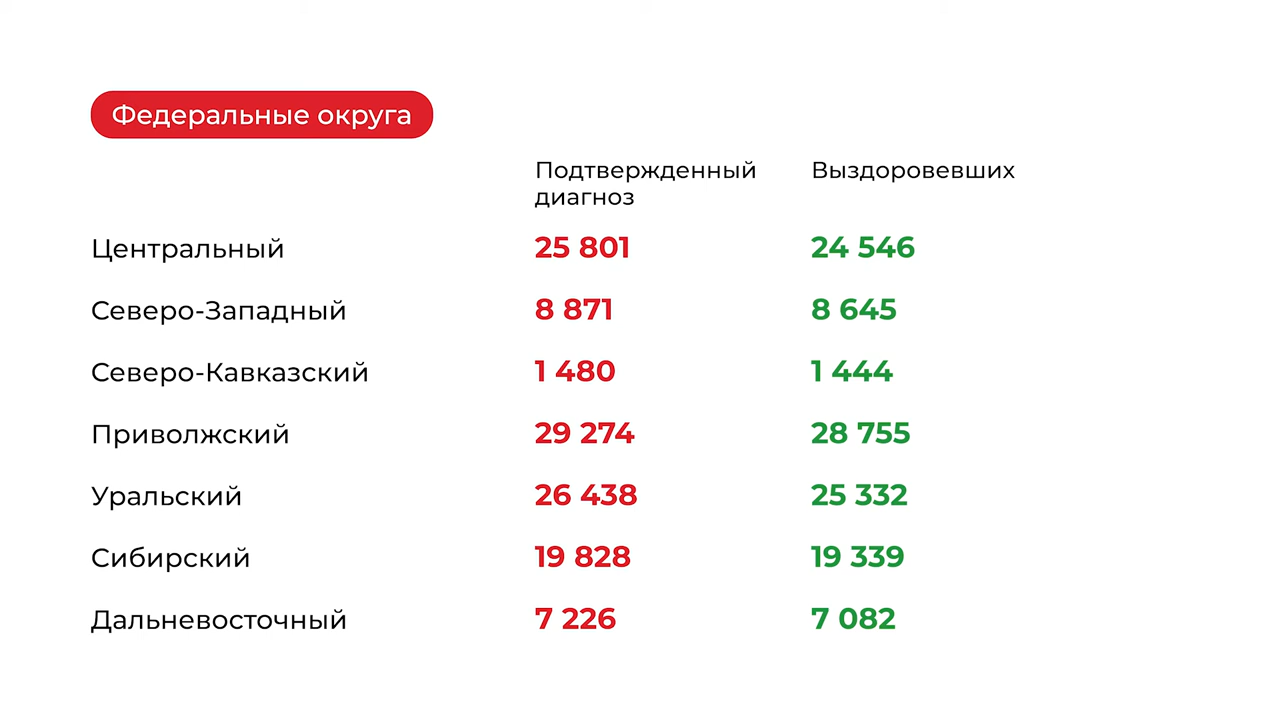 Федеральные округа
Подтвержденный Выздоровевших
диагноз
Центральный 25 801 24 546
Северо-Западный 8 871 8 645
Северо-Кавказский 1 480 1 444
Приволжский 29 274 28 755
Уральский 26 438 25 332
Сибирский 19 828 19 339
Дальневосточный 7 226 7 082